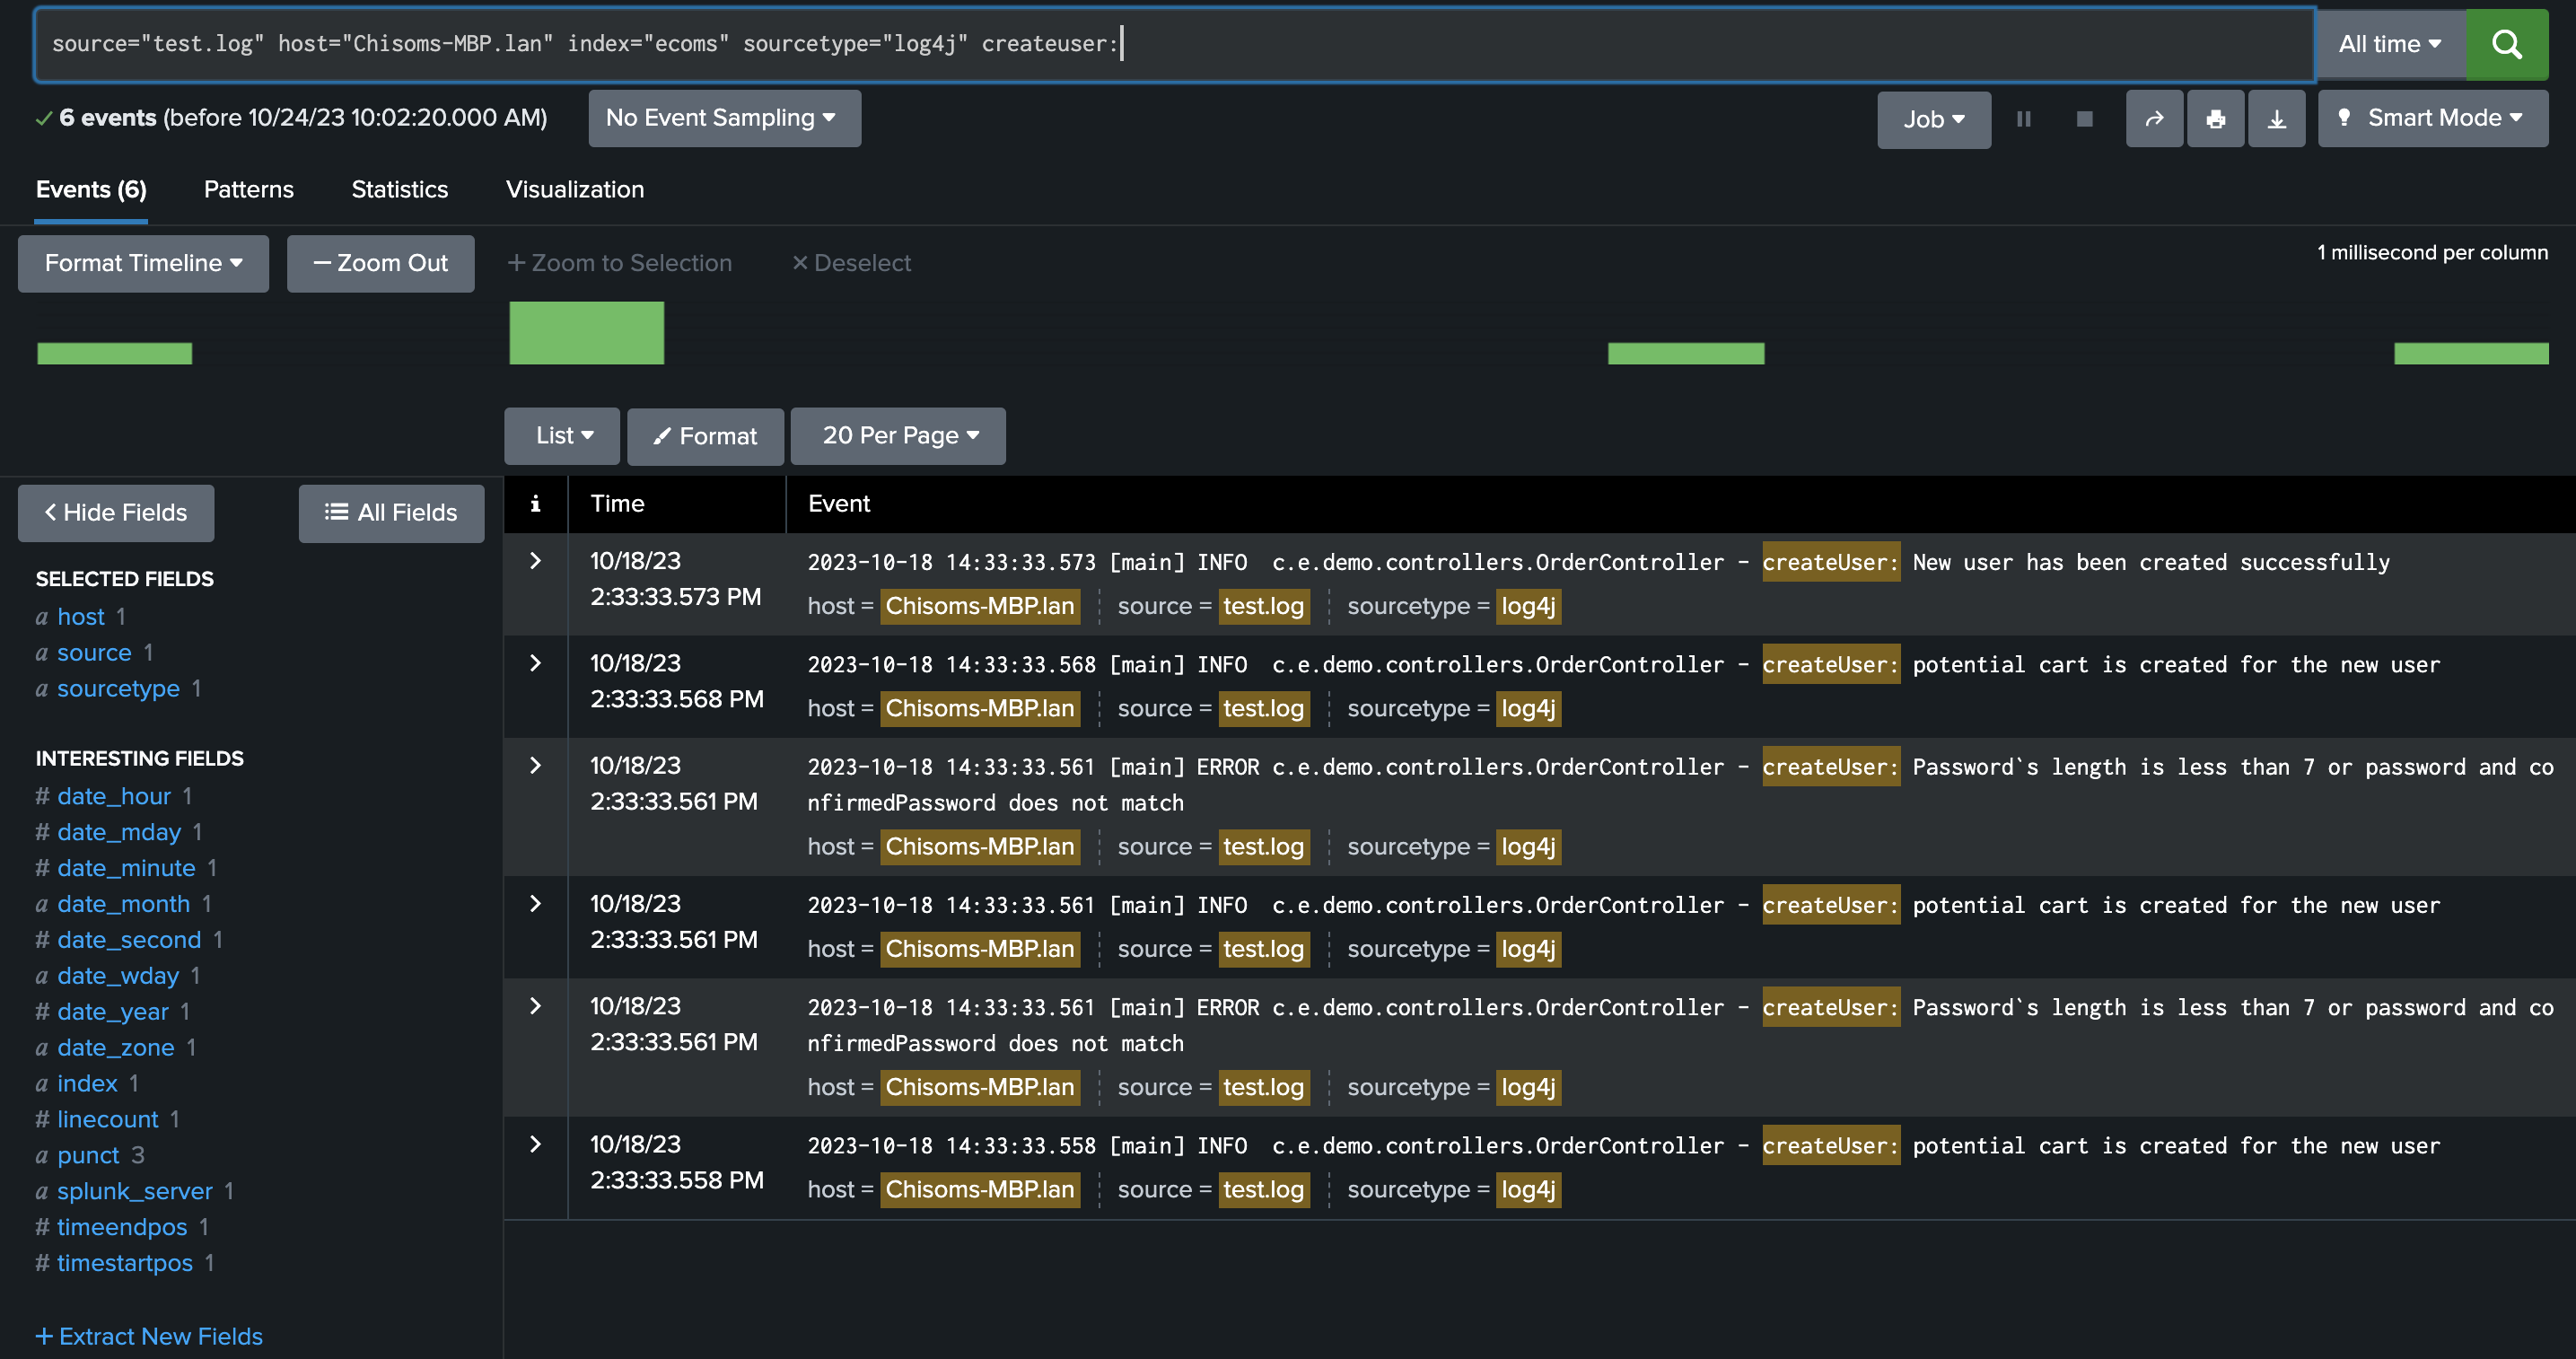 source="test.log" host="Chisoms-MBP.lan" index="ecoms" sourcetype="log4j" createuser:
All time
6 events (before 10/24/23 10:02:20.000 AM)
No Event Sampling
Job
Smart Mode
Events (6)
Patterns
Statistics
Visualization
Format Timeline
— Zoom Out
+ Zoom to Selection
× Deselect
1 millisecond per column
List
Format
20 Per Page
< Hide Fields
All Fields
i
Time
Event
SELECTED FIELDS
a host 1
a source 1
a sourcetype 1
INTERESTING FIELDS
# date_hour 1
# date_mday 1
# date_minute 1
a date_month 1
# date_second 1
a date_wday 1
# date_year 1
a date_zone 1
a index 1
# linecount 1
a punct 3
a splunk_server 1
# timeendpos 1
# timestartpos 1
+ Extract New Fields
10/18/23
2:33:33.573 PM
2023-10-18 14:33:33.573 [main] INFO  c.e.demo.controllers.OrderController - createUser: New user has been created successfully
host = Chisoms-MBP.lan source = test.log sourcetype = log4j
10/18/23
2:33:33.568 PM
2023-10-18 14:33:33.568 [main] INFO  c.e.demo.controllers.OrderController - createUser: potential cart is created for the new user
host = Chisoms-MBP.lan source = test.log sourcetype = log4j
10/18/23
2:33:33.561 PM
2023-10-18 14:33:33.561 [main] ERROR c.e.demo.controllers.OrderController - createUser: Password`s length is less than 7 or password and co
nfirmedPassword does not match
host = Chisoms-MBP.lan source = test.log sourcetype = log4j
10/18/23
2:33:33.561 PM
2023-10-18 14:33:33.561 [main] INFO  c.e.demo.controllers.OrderController - createUser: potential cart is created for the new user
host = Chisoms-MBP.lan source = test.log sourcetype = log4j
10/18/23
2:33:33.561 PM
2023-10-18 14:33:33.561 [main] ERROR c.e.demo.controllers.OrderController - createUser: Password`s length is less than 7 or password and co
nfirmedPassword does not match
host = Chisoms-MBP.lan source = test.log sourcetype = log4j
10/18/23
2:33:33.558 PM
2023-10-18 14:33:33.558 [main] INFO  c.e.demo.controllers.OrderController - createUser: potential cart is created for the new user
host = Chisoms-MBP.lan source = test.log sourcetype = log4j